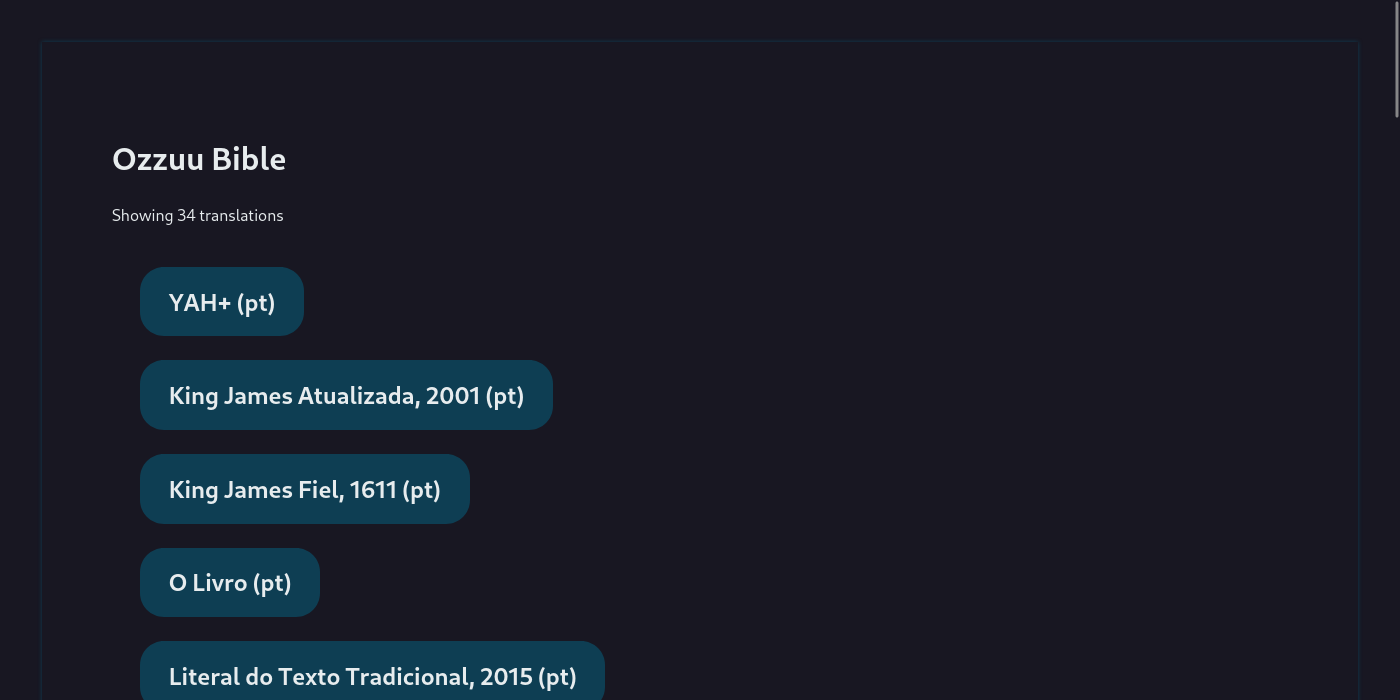 Ozzuu Bible
Showing 34 translations
YAH+ (pt)
King James Atualizada, 2001 (pt)
King James Fiel, 1611 (pt)
O Livro (pt)
Literal do Texto Tradicional, 2015 (pt)